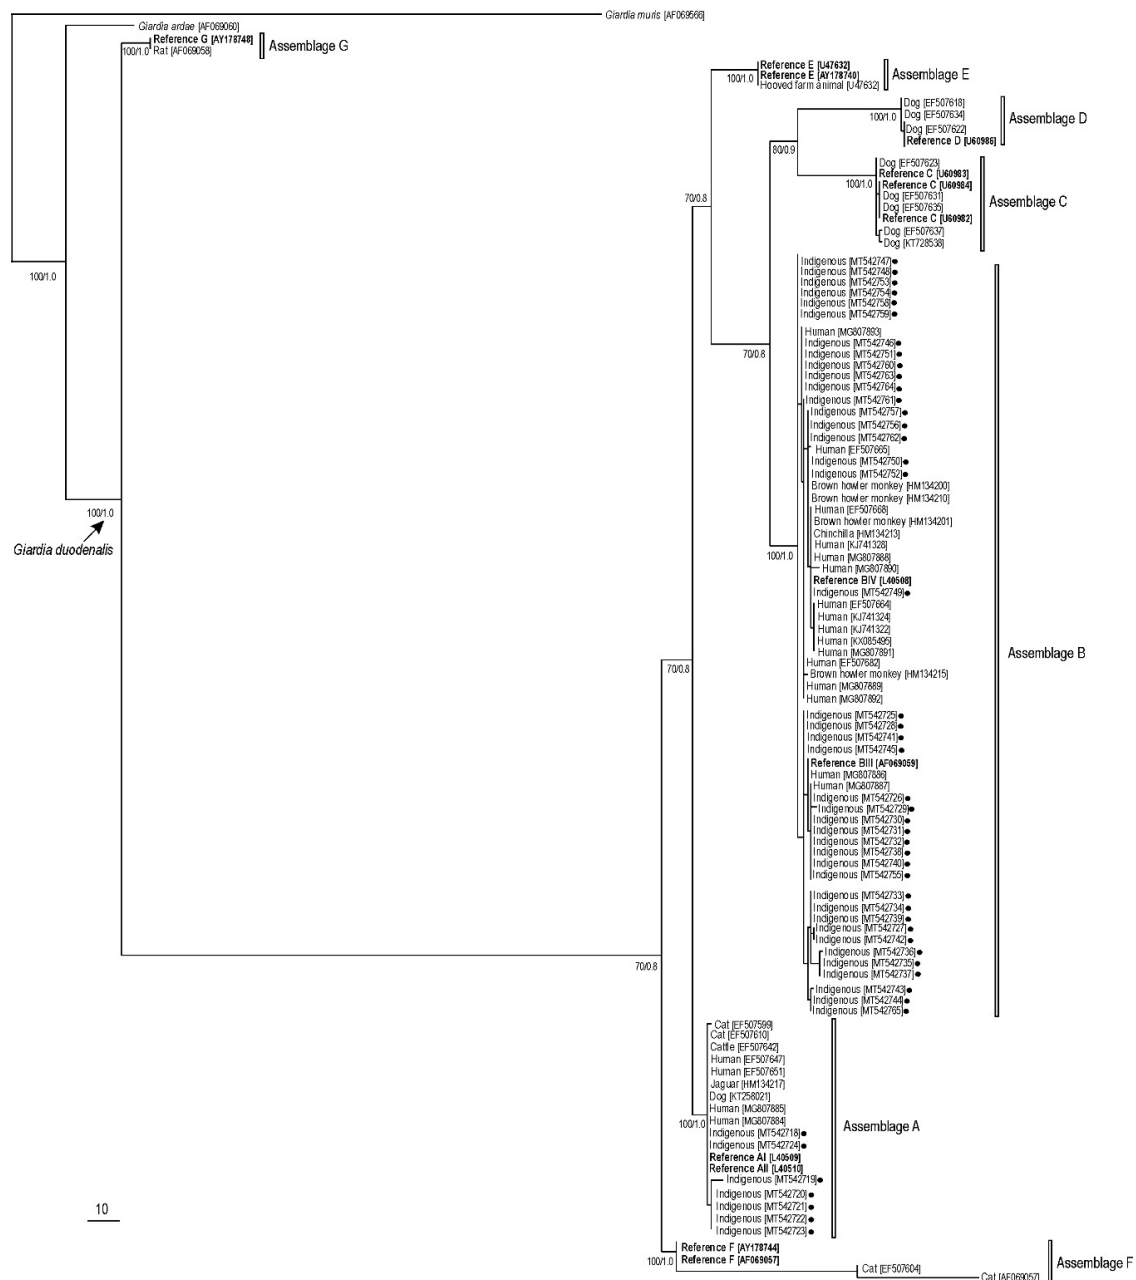 Giardia muris [AF069566]
Giardia ardae [AF069060]
Reference G [AY178748]
Rat [AF069058]
Assemblage G
100/1.0
Reference E [U47632]
Reference E [AY178740]
Hooved farm animal [U47632]
Assemblage E
100/1.0
Dog [EF507618]
Dog [EF507634]
Dog [EF507622]
Reference D [U60986]
Assemblage D
100/1.0
80/0.9
Dog [EF507623]
Reference C [U60983]
Reference C [U60984]
Dog [EF507631]
Dog [EF507635]
Reference C [U60982]
Dog [EF507637]
Dog [KT728538]
Assemblage C
100/1.0
70/0.8
100/1.0
Indigenous [MT542747]
Indigenous [MT542748]
Indigenous [MT542753]
Indigenous [MT542754]
Indigenous [MT542758]
Indigenous [MT542759]
Human [MG807893]
Indigenous [MT542746]
Indigenous [MT542751]
Indigenous [MT542760]
Indigenous [MT542763]
Indigenous [MT542764]
Indigenous [MT542761]
70/0.8
Indigenous [MT542757]
Indigenous [MT542756]
Indigenous [MT542762]
Human [EF507665]
Indigenous [MT542750]
Indigenous [MT542752]
Brown howler monkey [HM134200]
Brown howler monkey [HM134210]
Human [EF507668]
100/1.0
Giardia duodenalis
Brown howler monkey [HM134201]
Chinchilla [HM134213]
Human [KJ741328]
100/1.0
Human [MG807888]
Human [MG807890]
Reference BIV [L40508]
Indigenous [MT542749]
Human [EF507664]
Human [KJ741324]
Human [KJ741322]
Human [KX085495]
Human [MG807891]
Assemblage B
Human [EF507682]
70/0.8
Brown howler monkey [HM134215]
Human [MG807889]
Human [MG807892]
Indigenous [MT542725]
Indigenous [MT542728]
Indigenous [MT542741]
Indigenous [MT542745]
Reference BIII [AF069059]
Human [MG807886]
Human [MG807887]
Indigenous [MT542726]
Indigenous [MT542729]
Indigenous [MT542730]
Indigenous [MT542731]
Indigenous [MT542732]
Indigenous [MT542738]
Indigenous [MT542740]
Indigenous [MT542755]
Indigenous [MT542733]
Indigenous [MT542734]
Indigenous [MT542739]
Indigenous [MT542727]
Indigenous [MT542742]
Indigenous [MT542736]
Indigenous [MT542735]
Indigenous [MT542737]
70/0.8
Indigenous [MT542743]
Indigenous [MT542744]
Indigenous [MT542765]
Cat [EF507599]
Cat [EF507610]
Cattle [EF507642]
Human [EF507647]
Human [EF507651]
Jaguar [HM134217]
Dog [KT258021]
Human [MG807885]
Human [MG807884]
100/1.0
Assemblage A
Indigenous [MT542718]
Indigenous [MT542724]
Reference AI [L40509]
Reference AII [L40510]
Indigenous [MT542719]
Indigenous [MT542720]
Indigenous [MT542721]
Indigenous [MT542722]
Indigenous [MT542723]
10
Reference F [AY178744]
Reference F [AF069057]
100/1.0
Cat [EF507604]
Cat [AF069057]
Assemblage F